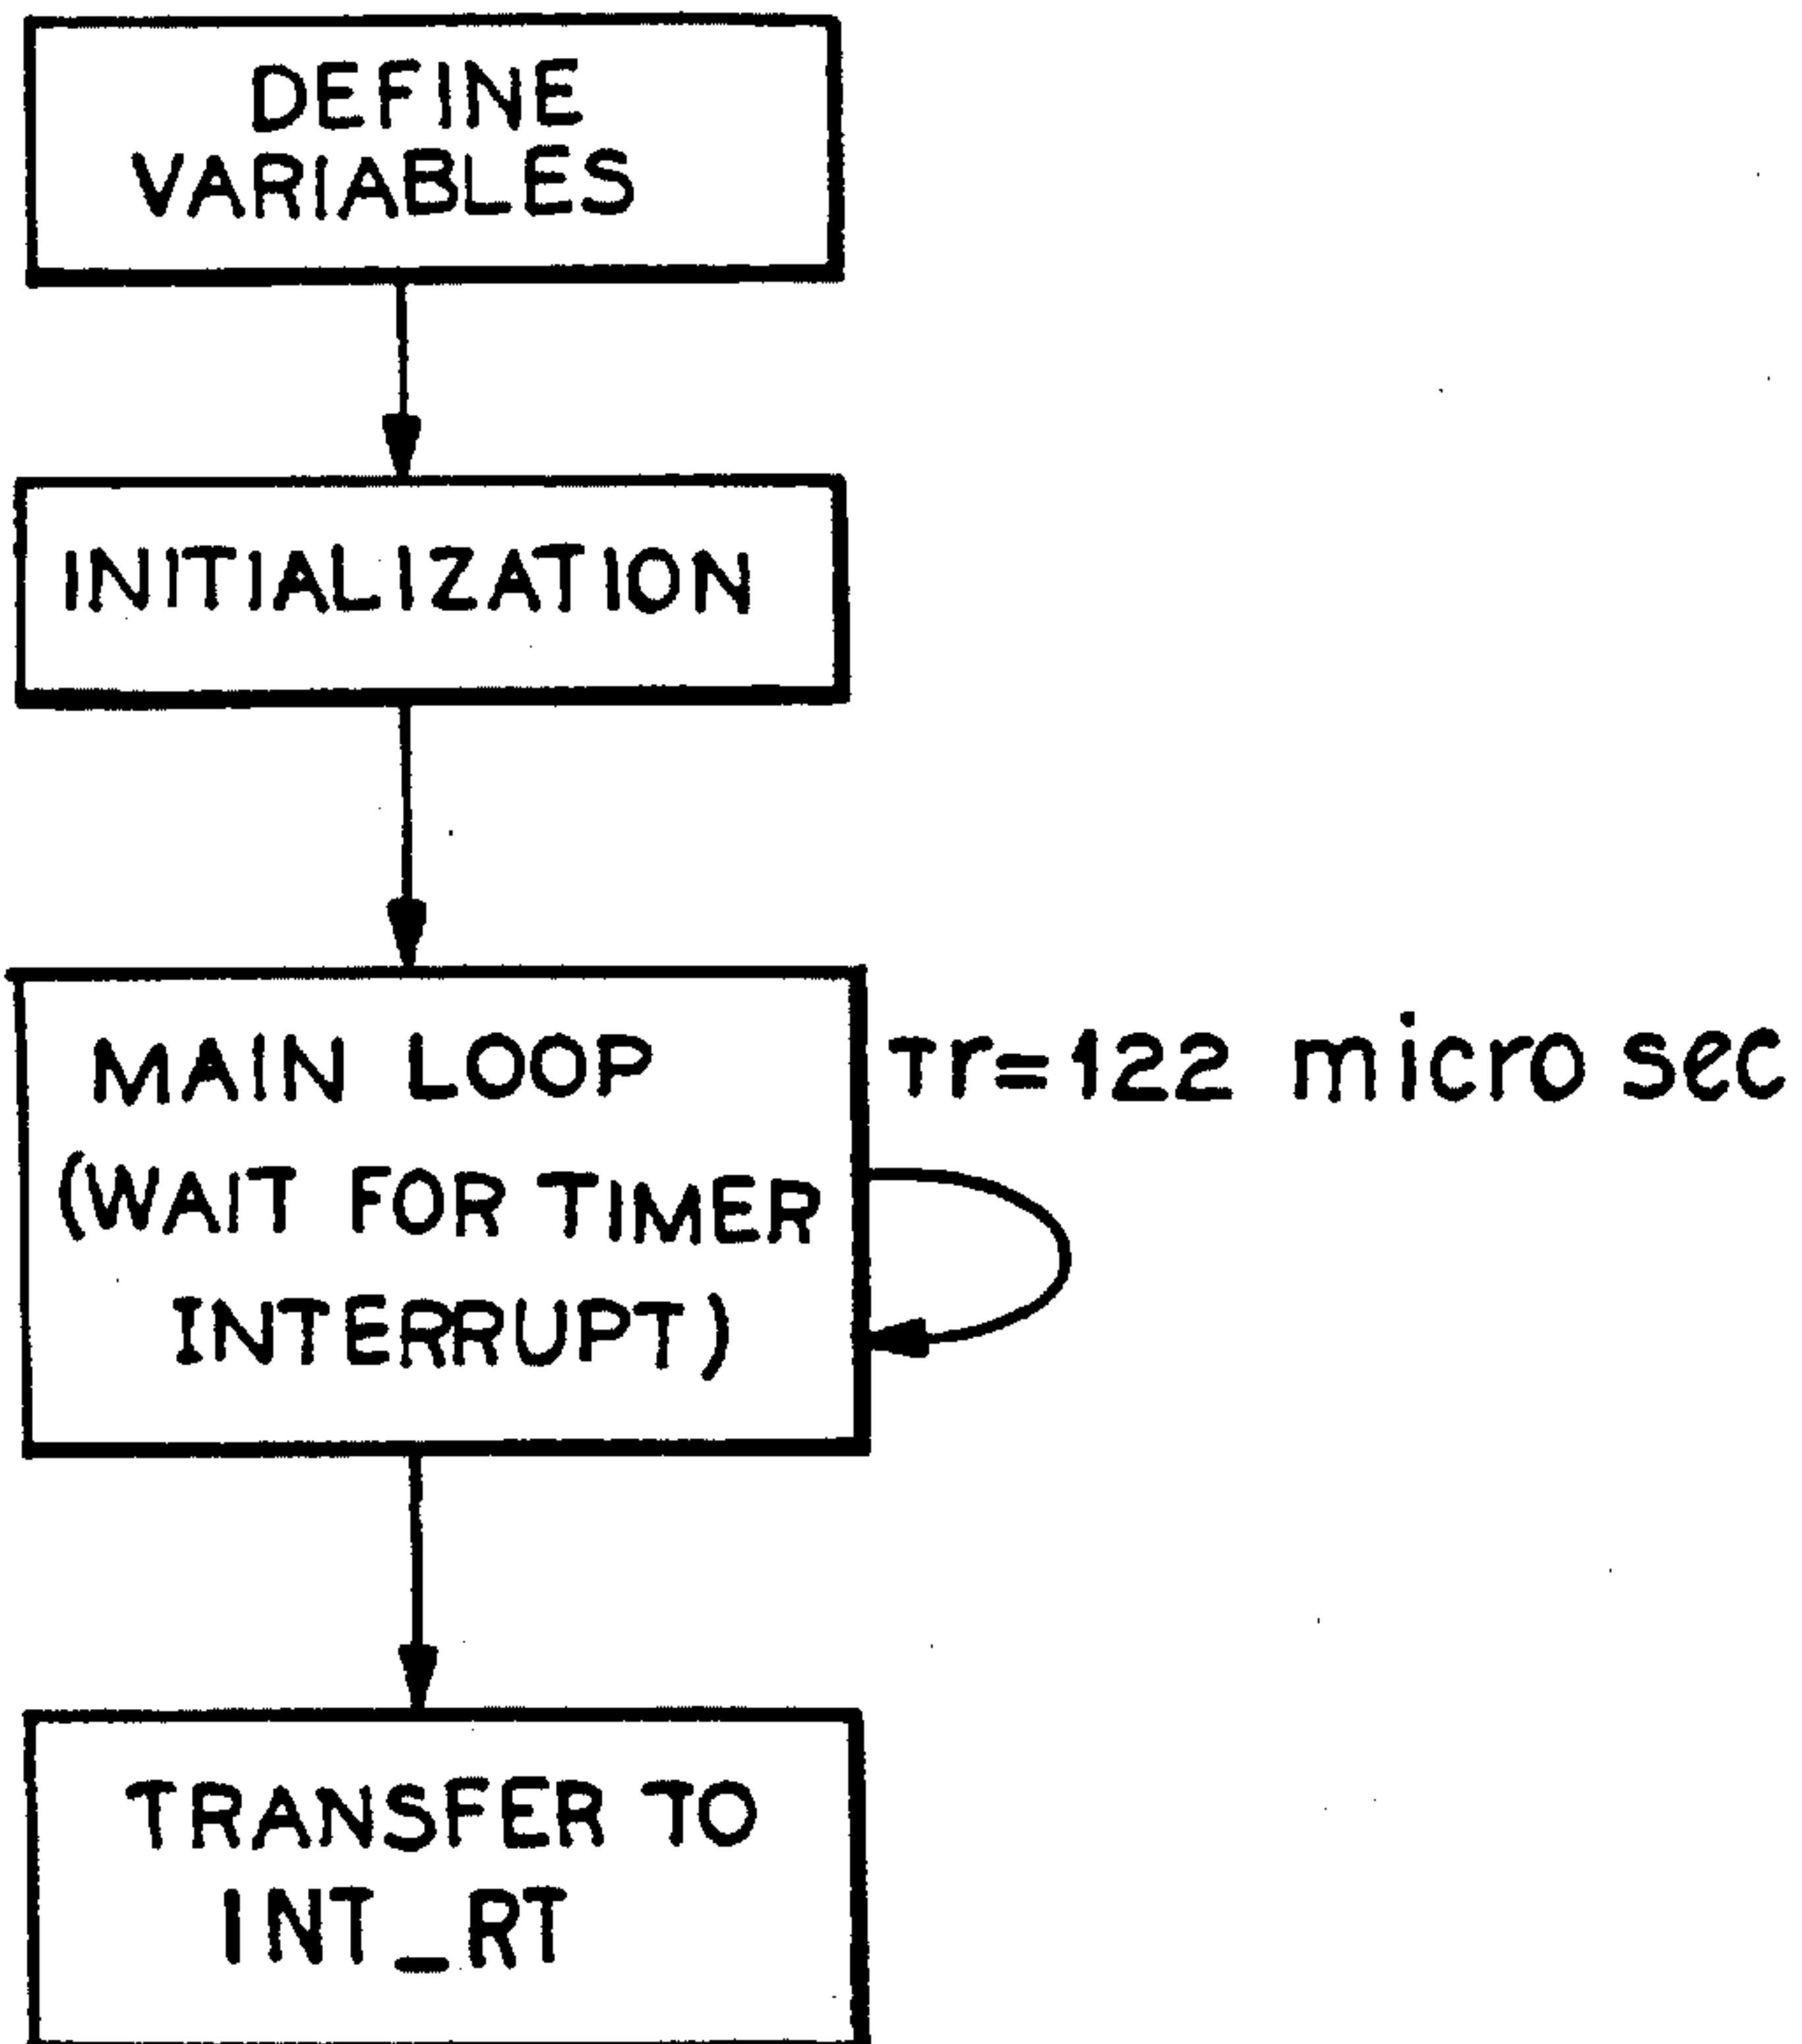 DEFINE
VARIABLES
INITIALIZATION
MAIN LOOP
(WAIT FOR TIMER
INTERRUPT)
Tr=122 micro sec
TRANSFER TO
INT_RT